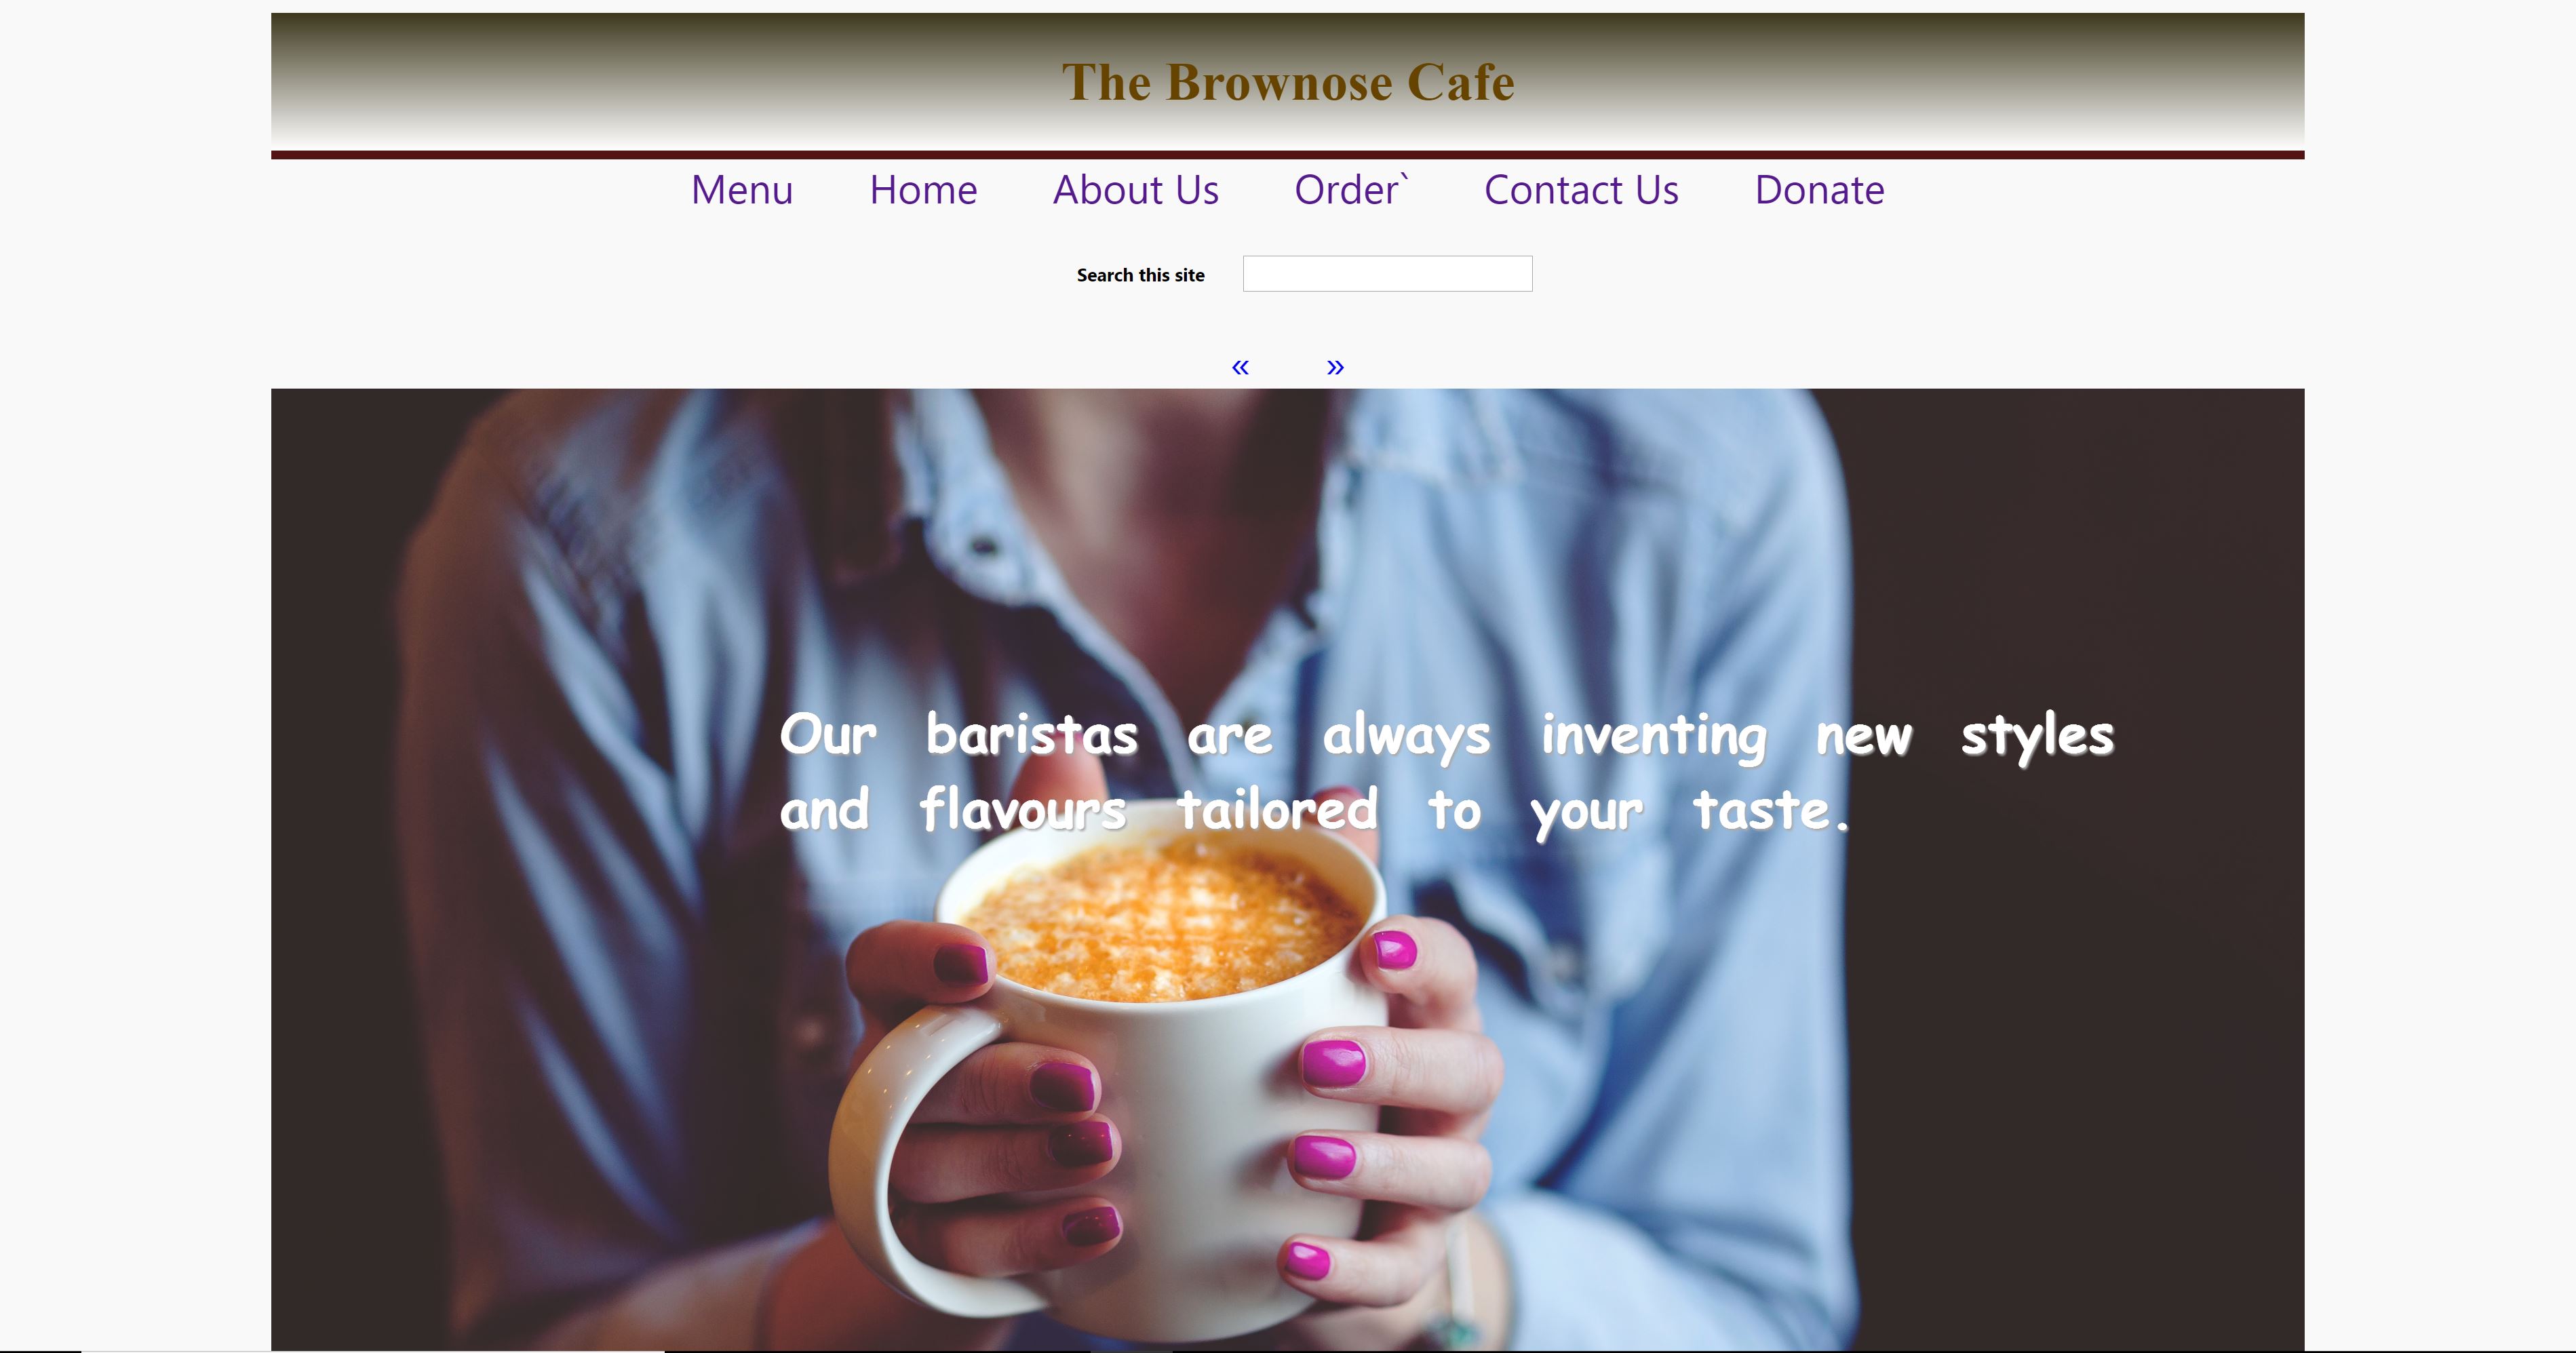 The Brownose Cafe
Menu Home About Us Order` Contact Us Donate
Search this site
« »
Our baristas are always inventing new styles
and flavours tailored to your taste.